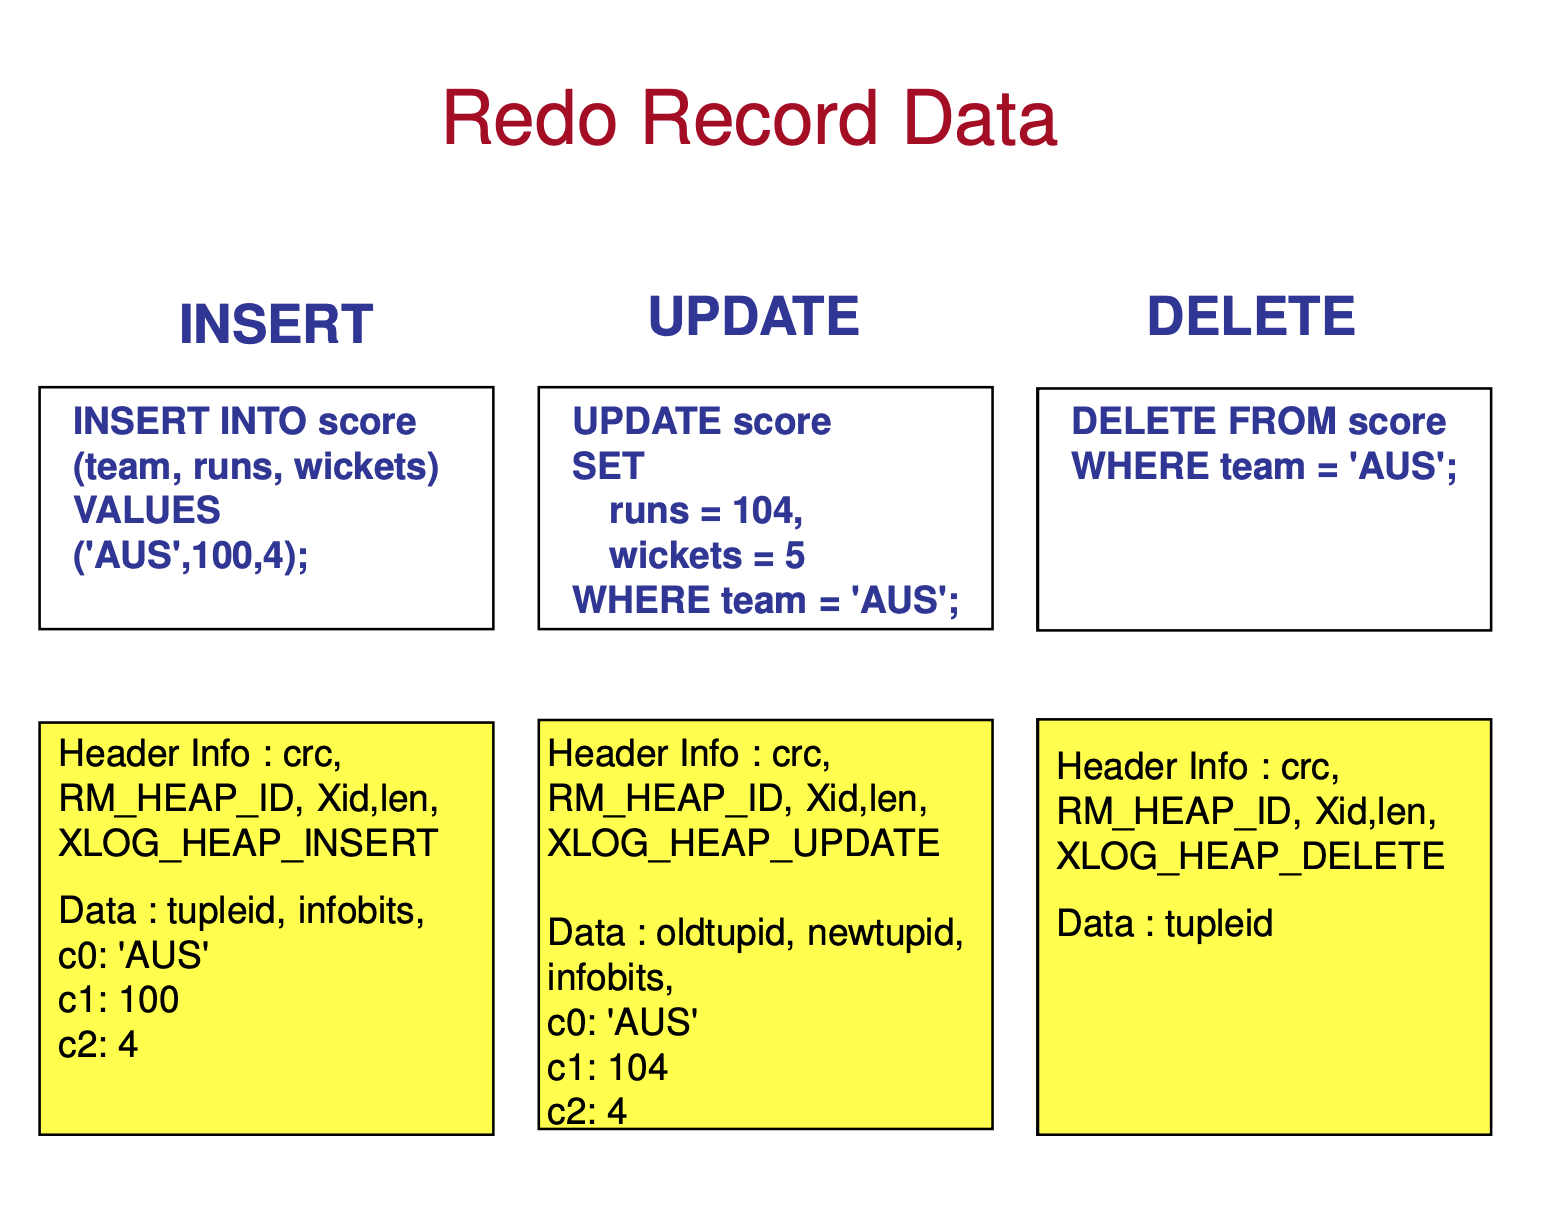 Redo Record Data
INSERT
INSERT INTO score
(team, runs, wickets)
VALUES
('AUS',100,4);
Header Info : crc,
RM_HEAP_ID, Xid,len,
XLOG_HEAP_INSERT
Data : tupleid, infobits,
c0: 'AUS'
c1: 100
c2: 4
UPDATE
UPDATE score
SET
runs = 104,
wickets = 5
WHERE team = 'AUS';
Header Info : crc,
RM_HEAP_ID, Xid,len,
XLOG_HEAP_UPDATE
Data : oldtupid, newtupid,
infobits,
c0: 'AUS'
c1: 104
c2: 4
DELETE
DELETE FROM score
WHERE team = 'AUS';
Header Info : crc,
RM_HEAP_ID, Xid,len,
XLOG_HEAP_DELETE
Data : tupleid